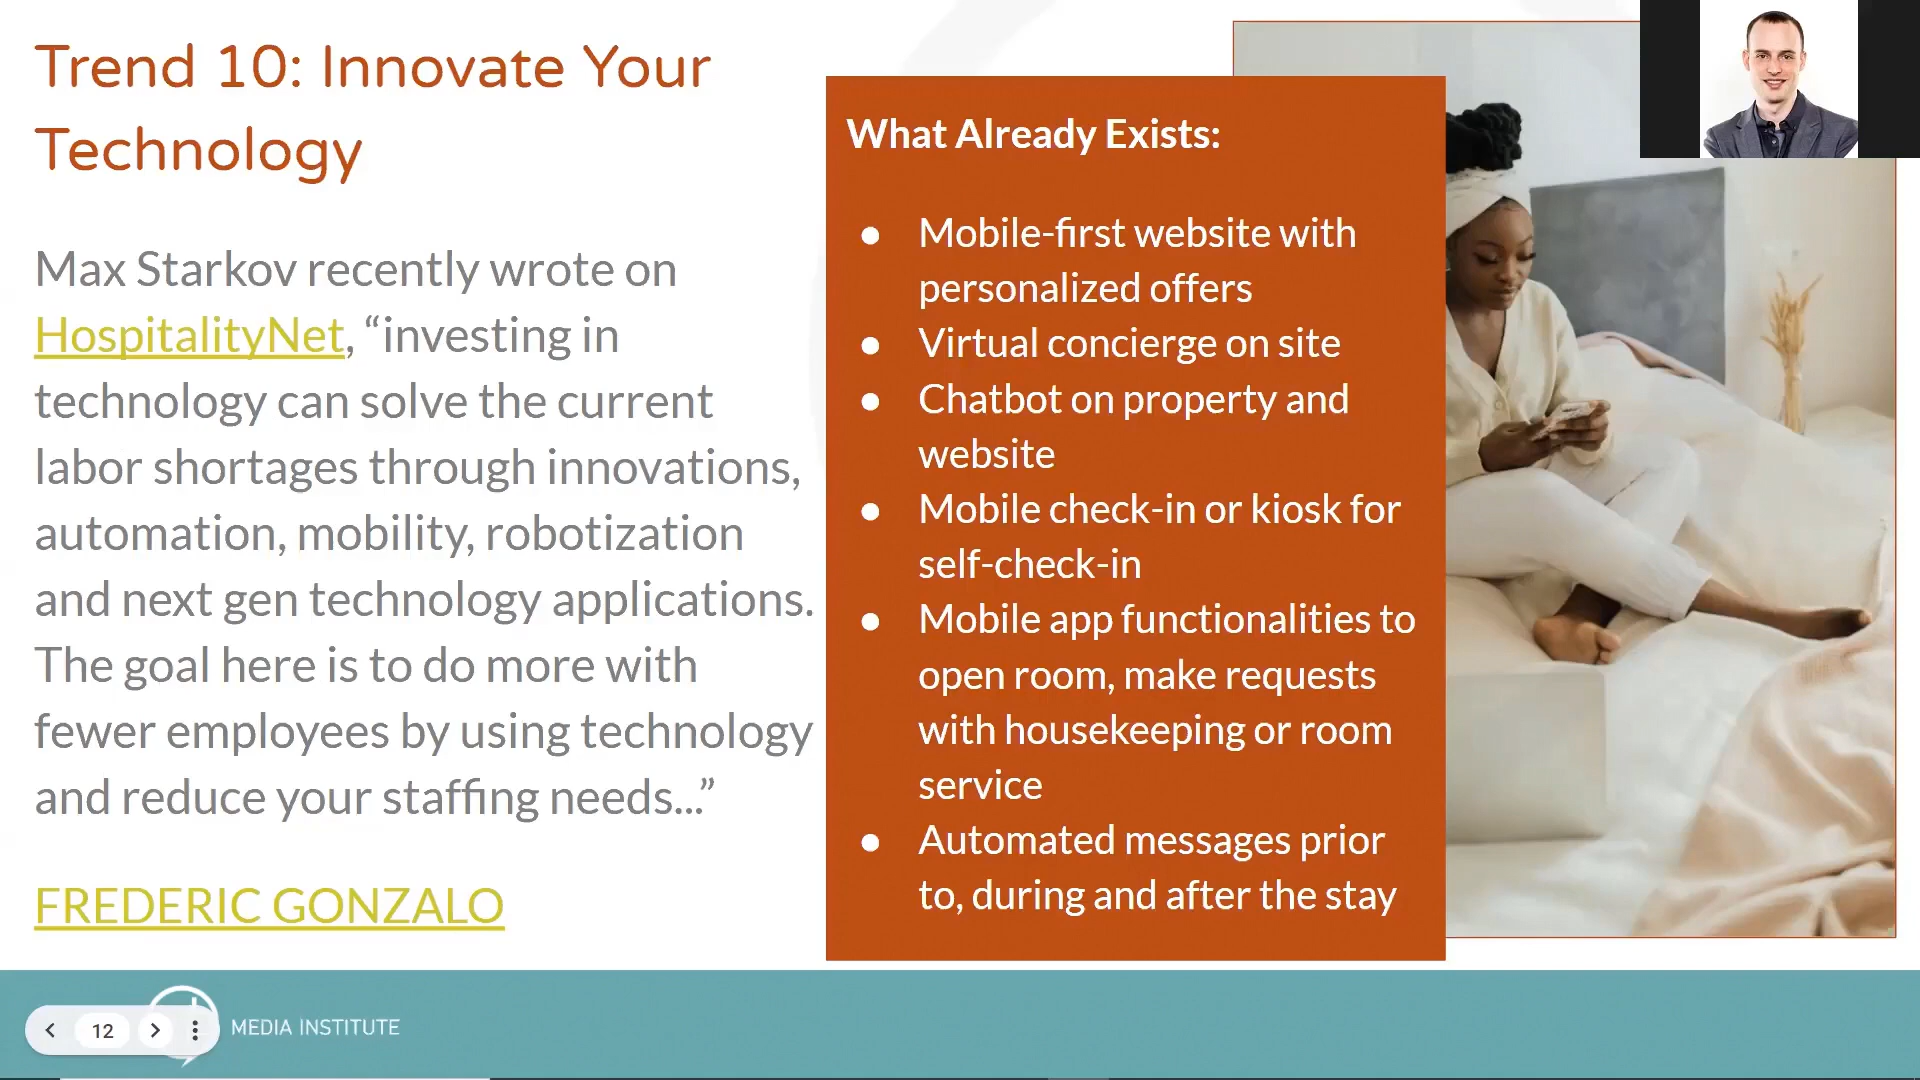 Trend 10: Innovate Your
Technology
Max Starkov recently wrote on
HospitalityNet, “investing in
technology can solve the current
labor shortages through innovations,
automation, mobility, robotization
and next gen technology applications.
The goal here is to do more with
fewer employees by using technology
and reduce your staffing needs...”
FREDERIC GONZALO
What Already Exists:
● Mobile-first website with
personalized offers
● Virtual concierge on site
● Chatbot on property and
website
● Mobile check-in or kiosk for
self-check-in
● Mobile app functionalities to
open room, make requests
with housekeeping or room
service
● Automated messages prior
to, during and after the stay
12
MEDIA INSTITUTE